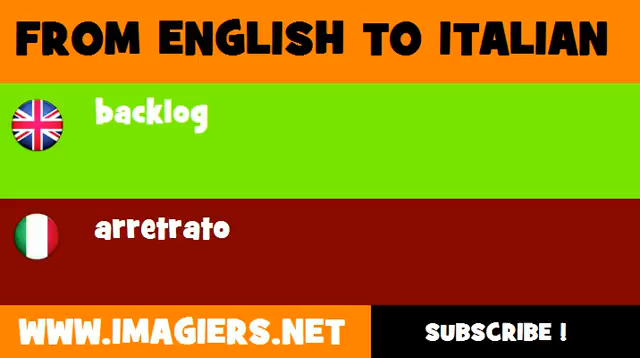 FROM ENGLISH TO ITALIAN
backlog
arretrato
WWW.IMAGIERS.NET
SUBSCRIBE !